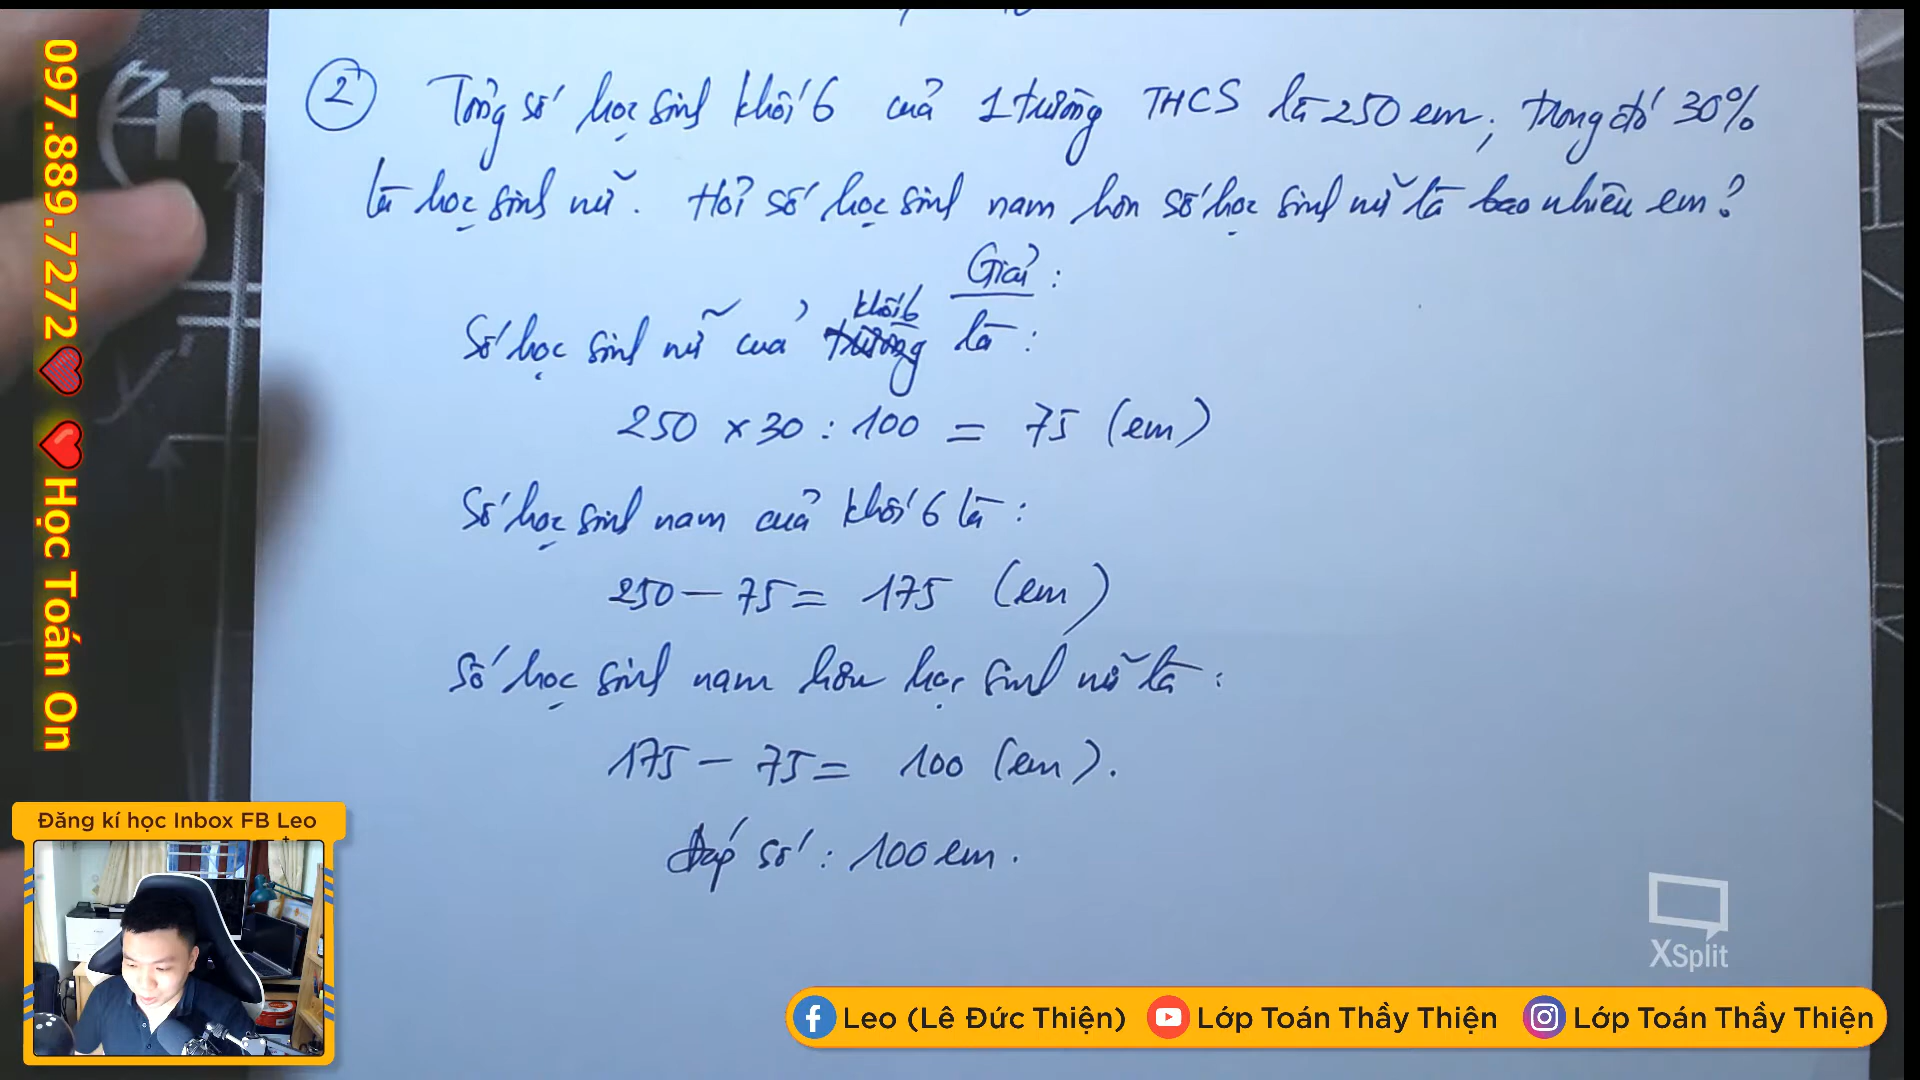 ② Tổng số học sinh khối 6 của 1 trường THCS là 250 em, trong đó 30%
là học sinh nữ. Hỏi số học sinh nam hơn số học sinh nữ là bao nhiêu em?
Giải:
khối 6
Số học sinh nữ của trường là:
250 × 30 : 100 = 75 (em)
Số học sinh nam của khối 6 là:
250 - 75 = 175 (em)
Số học sinh nam hơn học sinh nữ là:
175 - 75 = 100 (em).
Đáp số: 100 em.
097.889.7272❤ ❤Học Toán On
Đăng kí học Inbox FB Leo
XSplit
Leo (Lê Đức Thiện) Lớp Toán Thầy Thiện Lớp Toán Thầy Thiện